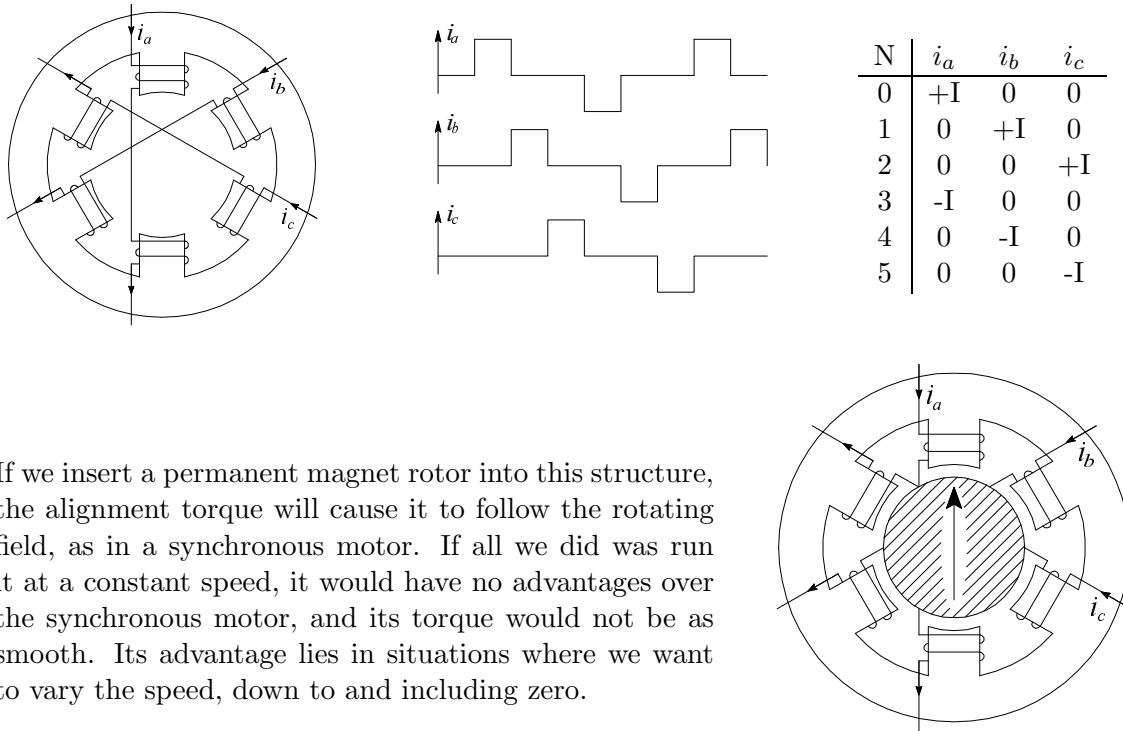 i_a
i_b
i_c
i_a
i_b
i_c
N i_a i_b i_c
0 +I 0 0
1 0 +I 0
2 0 0 +I
3 -I 0 0
4 0 -I 0
5 0 0 -I
If we insert a permanent magnet rotor into this structure,
the alignment torque will cause it to follow the rotating
field, as in a synchronous motor. If all we did was run
it at a constant speed, it would have no advantages over
the synchronous motor, and its torque would not be as
smooth. Its advantage lies in situations where we want
to vary the speed, down to and including zero.
i_a
i_b
i_c